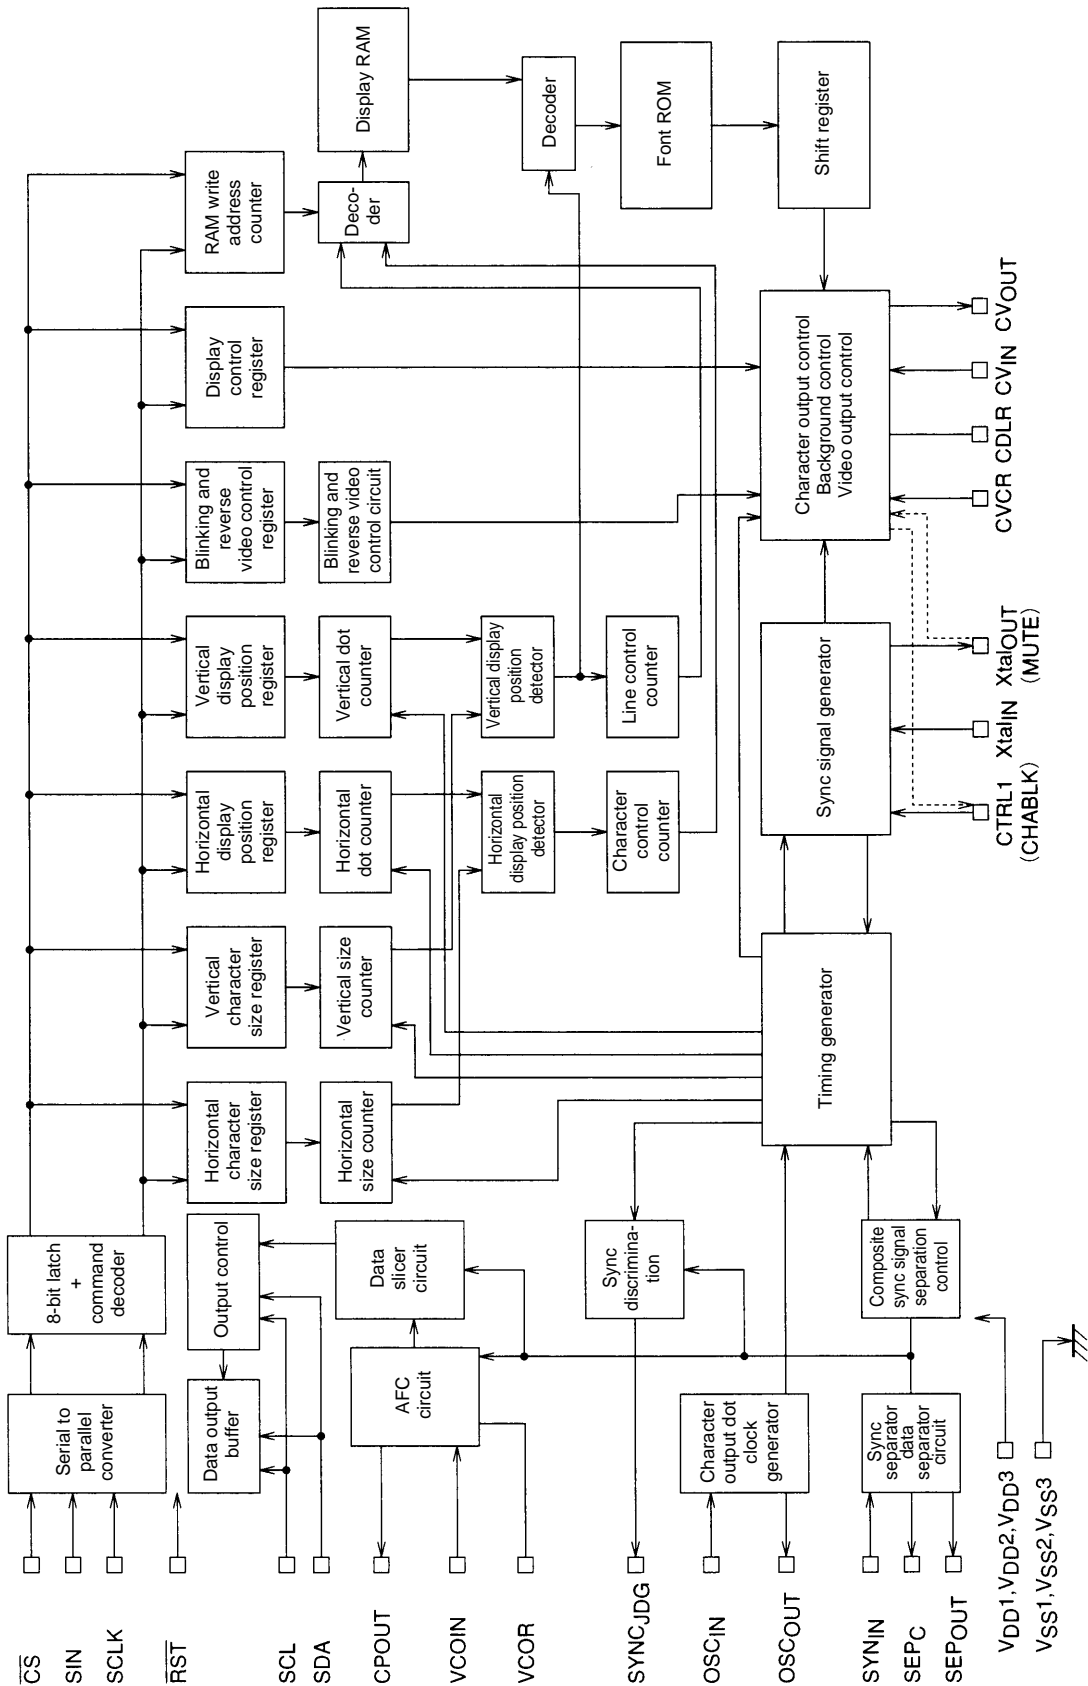 CS
SIN
SCLK
RST
SCL
SDA
CPOUT
VCOIN
VCOR
SYNCJDG
OSCIN
OSCOUT
SYNIN
SEPC
SEPOUT
VDD1,VDD2,VDD3
VSS1,VSS2,VSS3
Serial to
parallel
converter
8-bit latch
+
command
decoder
Data output
buffer
Output control
AFC
circuit
Data
slicer
circuit
Sync
discrimina-
tion
Character
output dot
clock
generator
Sync
separator
data
separator
circuit
Composite
sync signal
separation
control
Horizontal
character
size register
Horizontal
size counter
Vertical
character
size register
Vertical size
counter
Horizontal
display
position
register
Horizontal
dot counter
Horizontal
display position
detector
Character
control
counter
Vertical
display
position
register
Vertical dot
counter
Vertical display
position
detector
Line control
counter
Blinking and
reverse
video control
register
Blinking and
reverse video
control circuit
Display
control
register
RAM write
address
counter
Deco-
der
Display RAM
Decoder
Font ROM
Shift register
Timing generator
Sync signal generator
Character output control
Background control
Video output control
CTRL1
(CHABLK)
XtalIN
XtalOUT
(MUTE)
CVCR
CDLR
CVIN
CVOUT